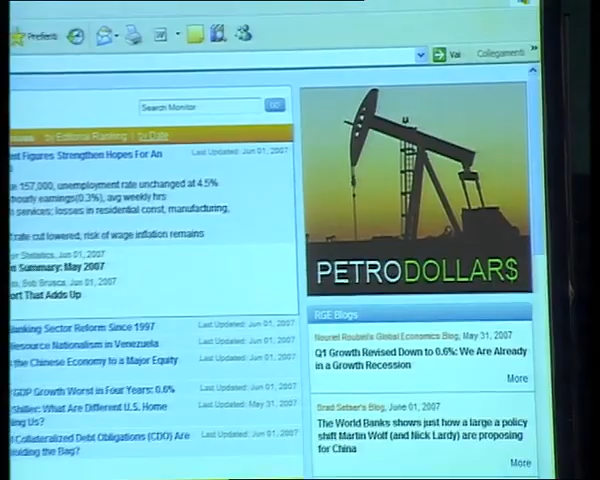 Preferiti
Vai
Collegamenti
Search Monitor
GO
by Editorial Ranking | by Date
Figures Strengthen Hopes For An
Last Updated: Jun 01, 2007
157,000, unemployment rate unchanged at 4.5%
hourly earnings(0.3%), avg weekly hrs
services; losses in residential const, manufacturing,
rate cut lowered, risk of wage inflation remains
Statistics, Jun 01, 2007
Summary: May 2007
Bob Brusca, Jun 01, 2007
That Adds Up
Banking Sector Reform Since 1997
Last Updated: Jun 01, 2007
Resource Nationalism in Venezuela
Last Updated: Jun 01, 2007
the Chinese Economy to a Major Equity
Last Updated: Jun 01, 2007
GDP Growth Worst in Four Years: 0.6%
Last Updated: Jun 01, 2007
Shiller: What Are Different U.S. Home
Last Updated: May 31, 2007
Us?
Collateralized Debt Obligations (CDO) Are
Last Updated: Jun 01, 2007
Holding the Bag?
PETRODOLLAR$
RGE Blogs
Nouriel Roubini's Global Economics Blog, May 31, 2007
Q1 Growth Revised Down to 0.6%: We Are Already
in a Growth Recession
More
Brad Setser's Blog, June 01, 2007
The World Banks shows just how a large a policy
shift Martin Wolf (and Nick Lardy) are proposing
for China
More